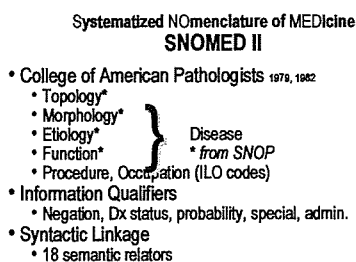 Systematized NOmenclature of MEDIcine
SNOMED II
• College of American Pathologists 1979, 1982
• Topology*
• Morphology*
• Etiology* } Disease
• Function* * from SNOP
• Procedure, Occupation (ILO codes)
• Information Qualifiers
• Negation, Dx status, probability, special, admin.
• Syntactic Linkage
• 18 semantic relators